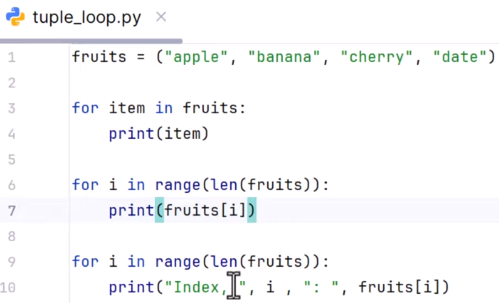 tuple_loop.py ×
1 fruits = ("apple", "banana", "cherry", "date")
2
3 for item in fruits:
4 print(item)
5
6 for i in range(len(fruits)):
7 print(fruits[i])
8
9 for i in range(len(fruits)):
10 print("Index, ", i , ": ", fruits[i])